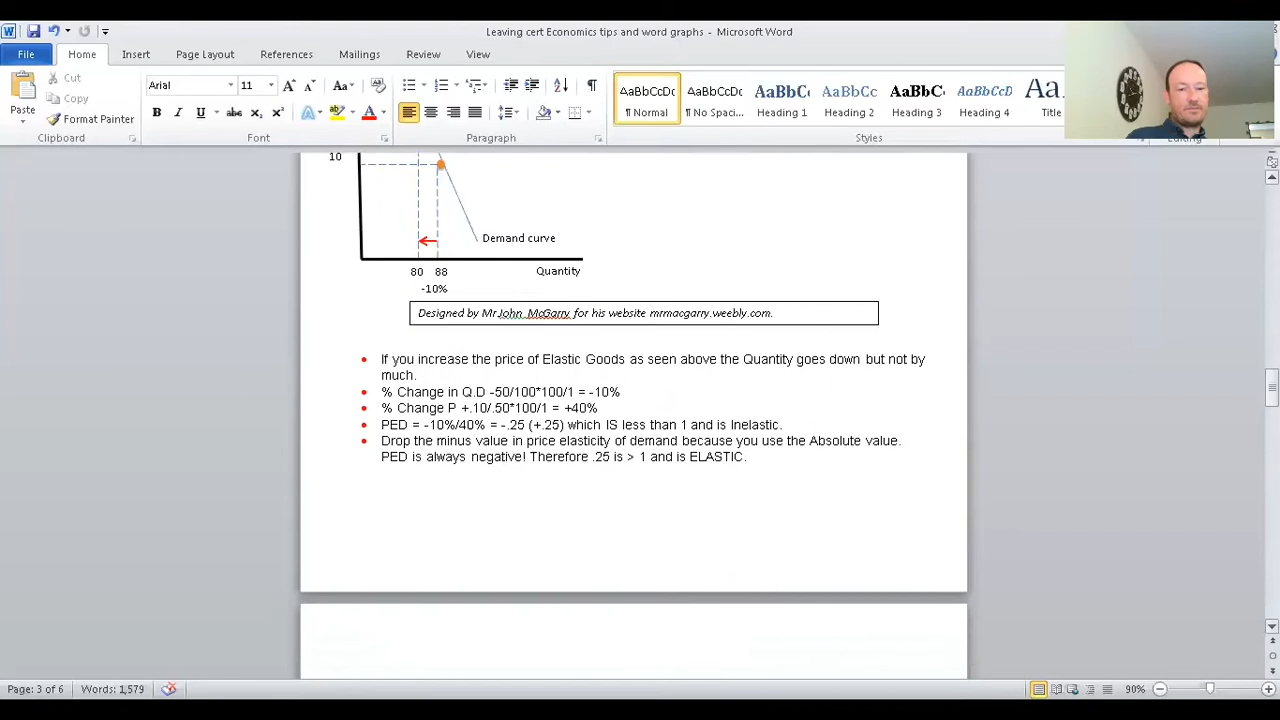 Leaving cert Economics tips and word graphs - Microsoft Word
File Home Insert Page Layout References Mailings Review View
Paste
Cut
Copy
Format Painter
Clipboard
Arial 11
Font
Paragraph
AaBbCcDc AaBbCcDc AaBbC AaBbCc AaBbC AaBbCcD
¶ Normal ¶ No Spaci... Heading 1 Heading 2 Heading 3 Heading 4 Title
Styles
10
Demand curve
80 88 Quantity
-10%
Designed by Mr John McGarry for his website mrmacgarry.weebly.com.
• If you increase the price of Elastic Goods as seen above the Quantity goes down but not by
much.
• % Change in Q.D -50/100*100/1 = -10%
• % Change P +.10/.50*100/1 = +40%
• PED = -10%/40% = -.25 (+.25) which IS less than 1 and is Inelastic.
• Drop the minus value in price elasticity of demand because you use the Absolute value.
PED is always negative! Therefore .25 is > 1 and is ELASTIC.
Page: 3 of 6 Words: 1,579 90%